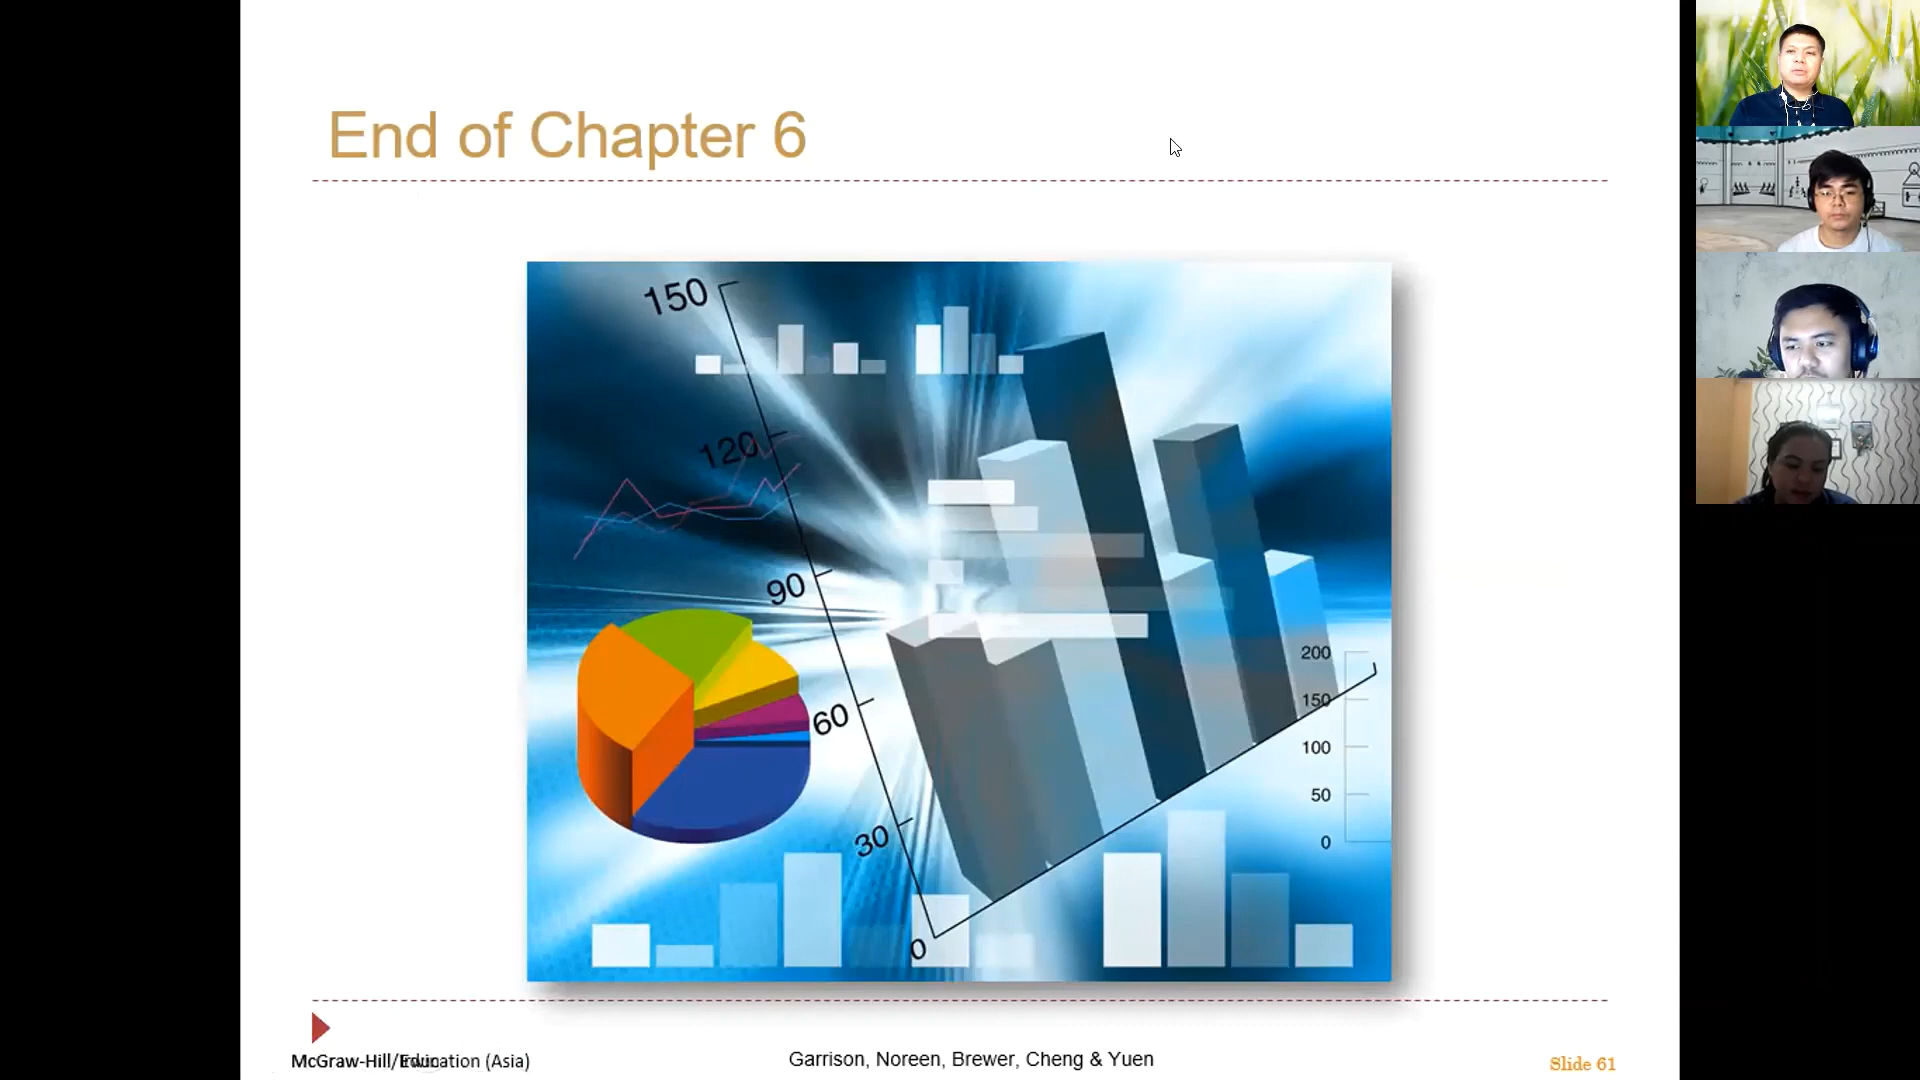 End of Chapter 6
150
120
90
60
30
0
200
150
100
50
0
McGraw-Hill/ (Asia)
Garrison, Noreen, Brewer, Cheng & Yuen
Slide 61